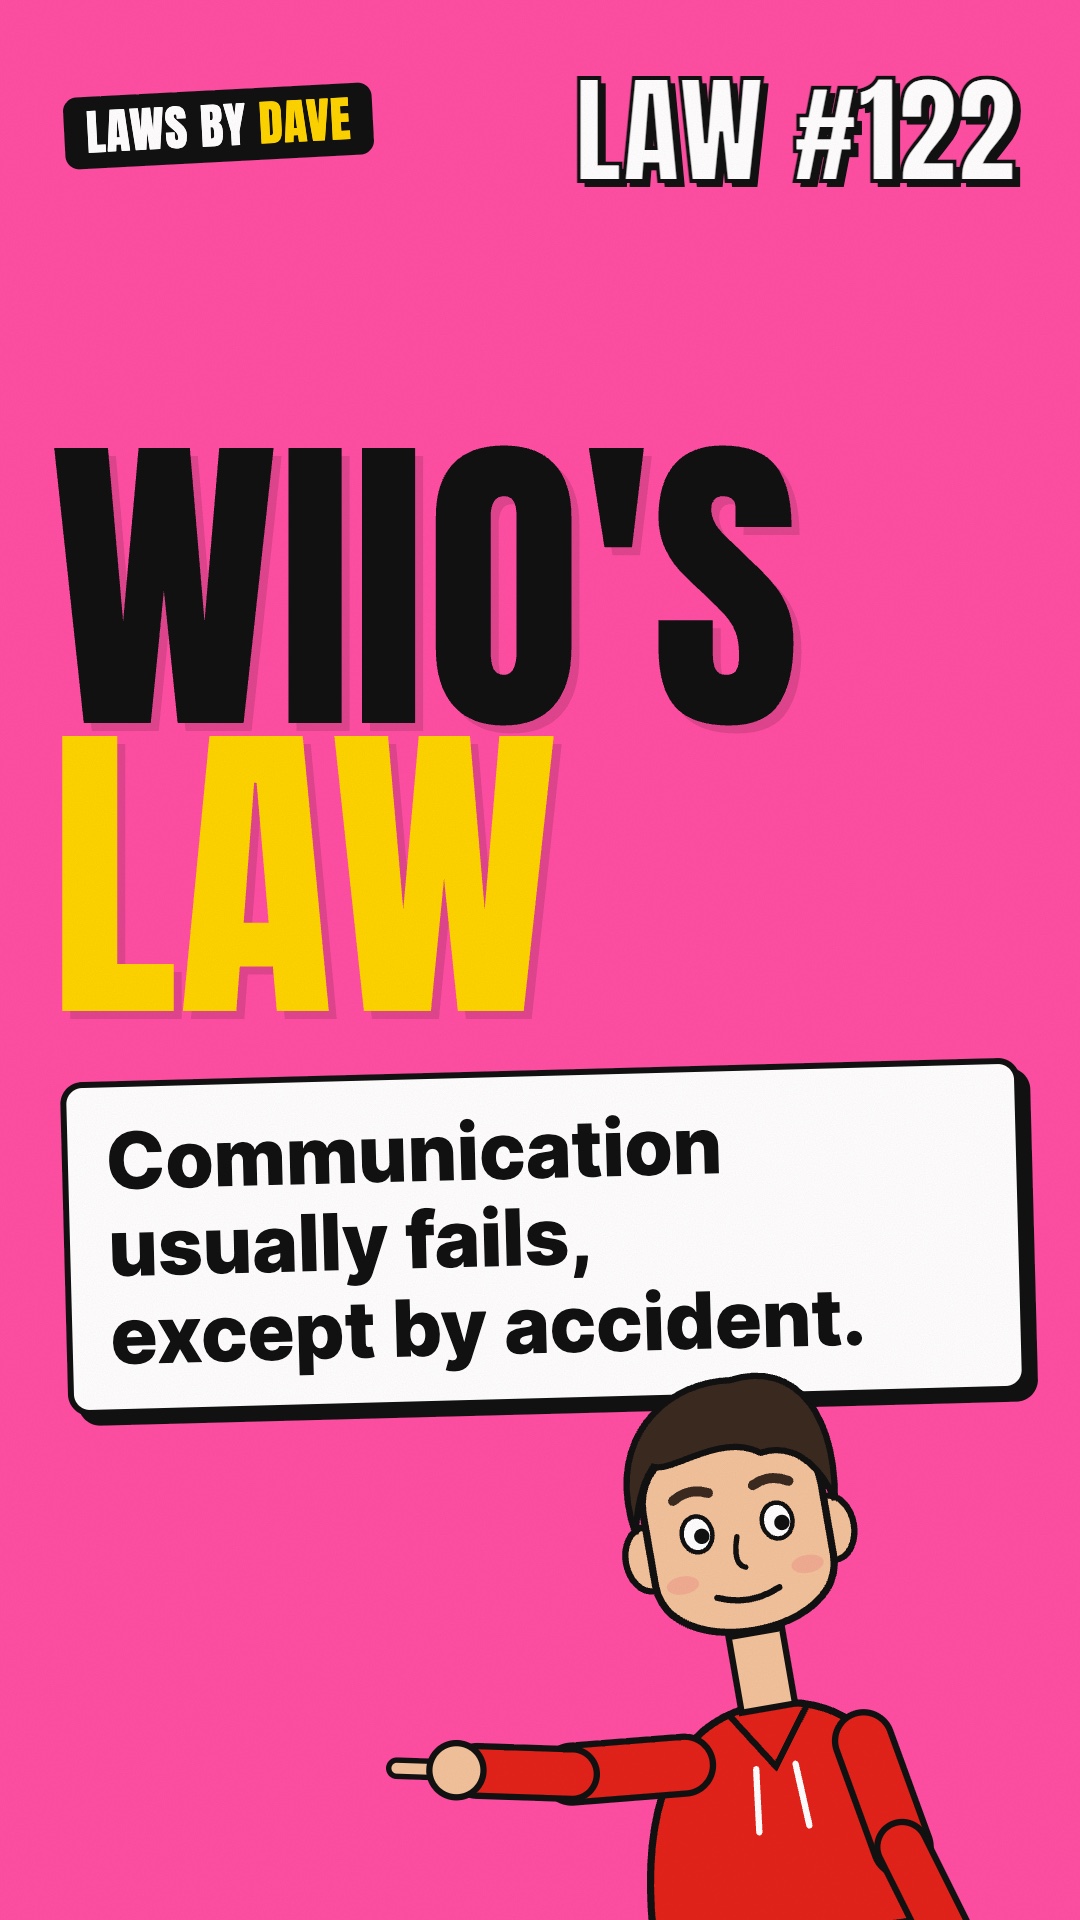 LAWS BY DAVE
LAW #122
WIIO'S
LAW
Communication
usually fails,
except by accident.